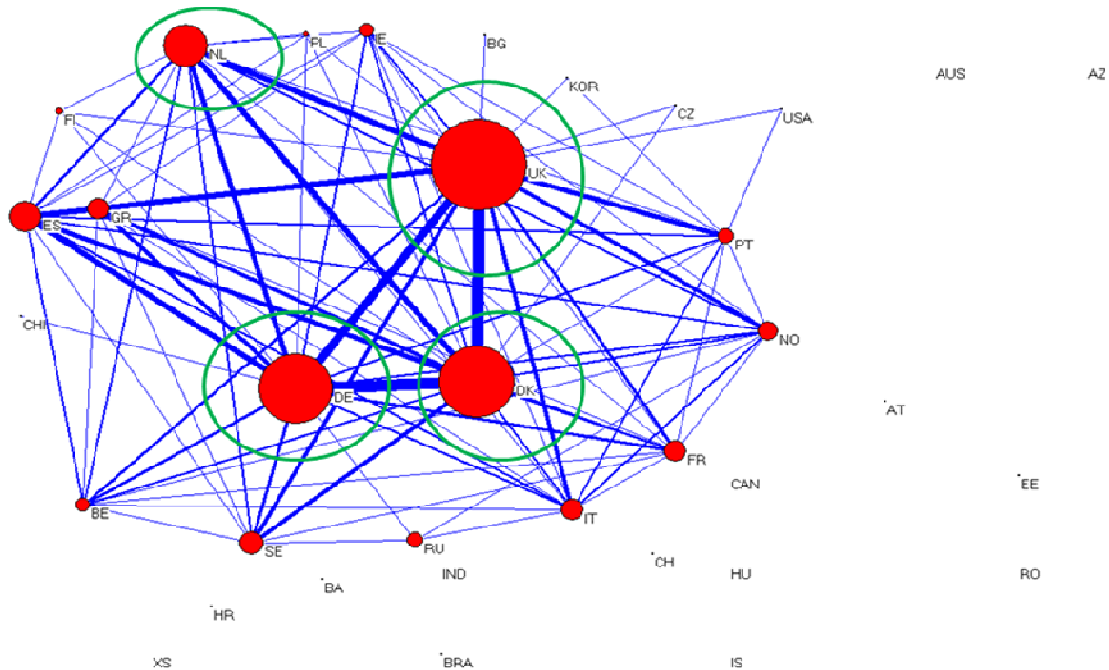 NL
PL
IE
BG
AUS
AZ
KOR
FI
CZ
USA
UK
ES
GR
PT
CHI
NO
DE
DK
AT
FR
CAN
EE
BE
IT
SE
RU
CH
IND
HU
RO
BA
HR
XS
BRA
IS